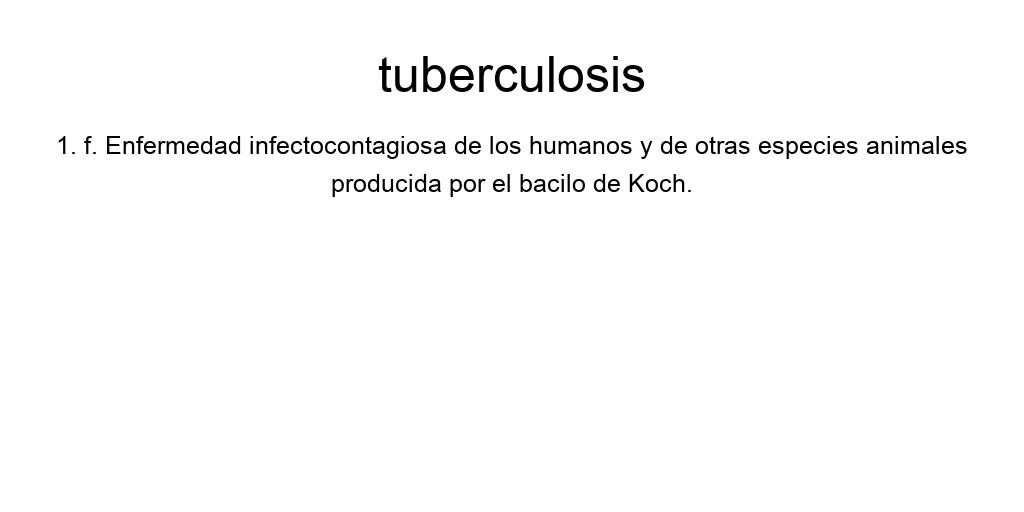 tuberculosis
1. f. Enfermedad infectocontagiosa de los humanos y de otras especies animales
producida por el bacilo de Koch.